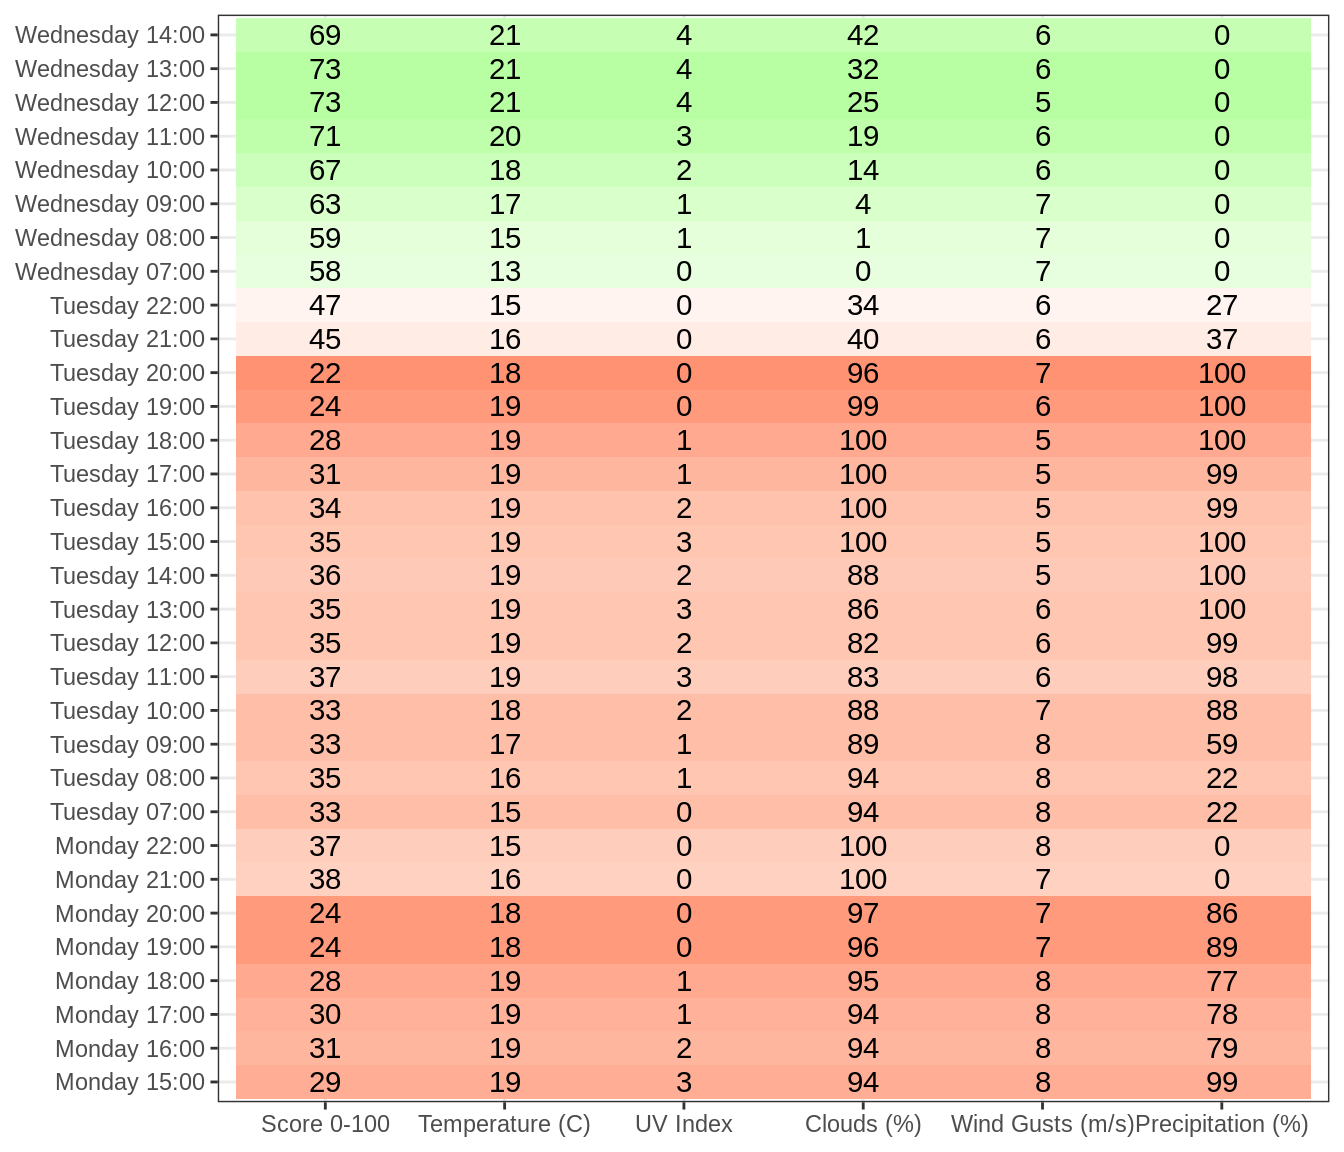 Wednesday 14:00 69 21 4 42 6 0
Wednesday 13:00 73 21 4 32 6 0
Wednesday 12:00 73 21 4 25 5 0
Wednesday 11:00 71 20 3 19 6 0
Wednesday 10:00 67 18 2 14 6 0
Wednesday 09:00 63 17 1 4 7 0
Wednesday 08:00 59 15 1 1 7 0
Wednesday 07:00 58 13 0 0 7 0
Tuesday 22:00 47 15 0 34 6 27
Tuesday 21:00 45 16 0 40 6 37
Tuesday 20:00 22 18 0 96 7 100
Tuesday 19:00 24 19 0 99 6 100
Tuesday 18:00 28 19 1 100 5 100
Tuesday 17:00 31 19 1 100 5 99
Tuesday 16:00 34 19 2 100 5 99
Tuesday 15:00 35 19 3 100 5 100
Tuesday 14:00 36 19 2 88 5 100
Tuesday 13:00 35 19 3 86 6 100
Tuesday 12:00 35 19 2 82 6 99
Tuesday 11:00 37 19 3 83 6 98
Tuesday 10:00 33 18 2 88 7 88
Tuesday 09:00 33 17 1 89 8 59
Tuesday 08:00 35 16 1 94 8 22
Tuesday 07:00 33 15 0 94 8 22
Monday 22:00 37 15 0 100 8 0
Monday 21:00 38 16 0 100 7 0
Monday 20:00 24 18 0 97 7 86
Monday 19:00 24 18 0 96 7 89
Monday 18:00 28 19 1 95 8 77
Monday 17:00 30 19 1 94 8 78
Monday 16:00 31 19 2 94 8 79
Monday 15:00 29 19 3 94 8 99
Score 0-100 Temperature (C) UV Index Clouds (%) Wind Gusts (m/s) Precipitation (%)